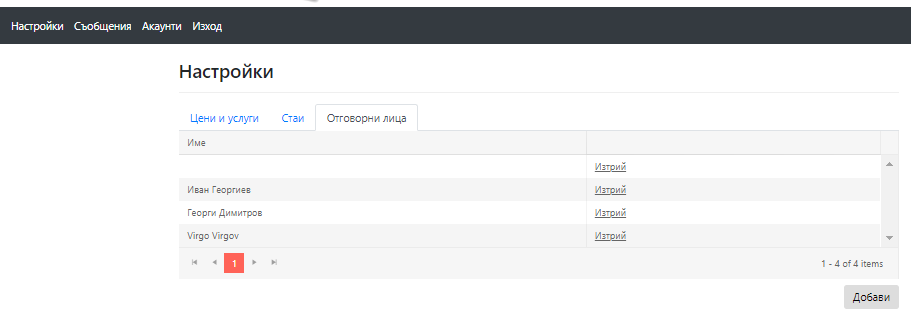 Настройки Съобщения Акаунти Изход
Настройки
Цени и услуги Стаи Отговорни лица
Име
Изтрий
Иван Георгиев Изтрий
Георги Димитров Изтрий
Virgo Virgov Изтрий
1 1 - 4 of 4 items
Добави